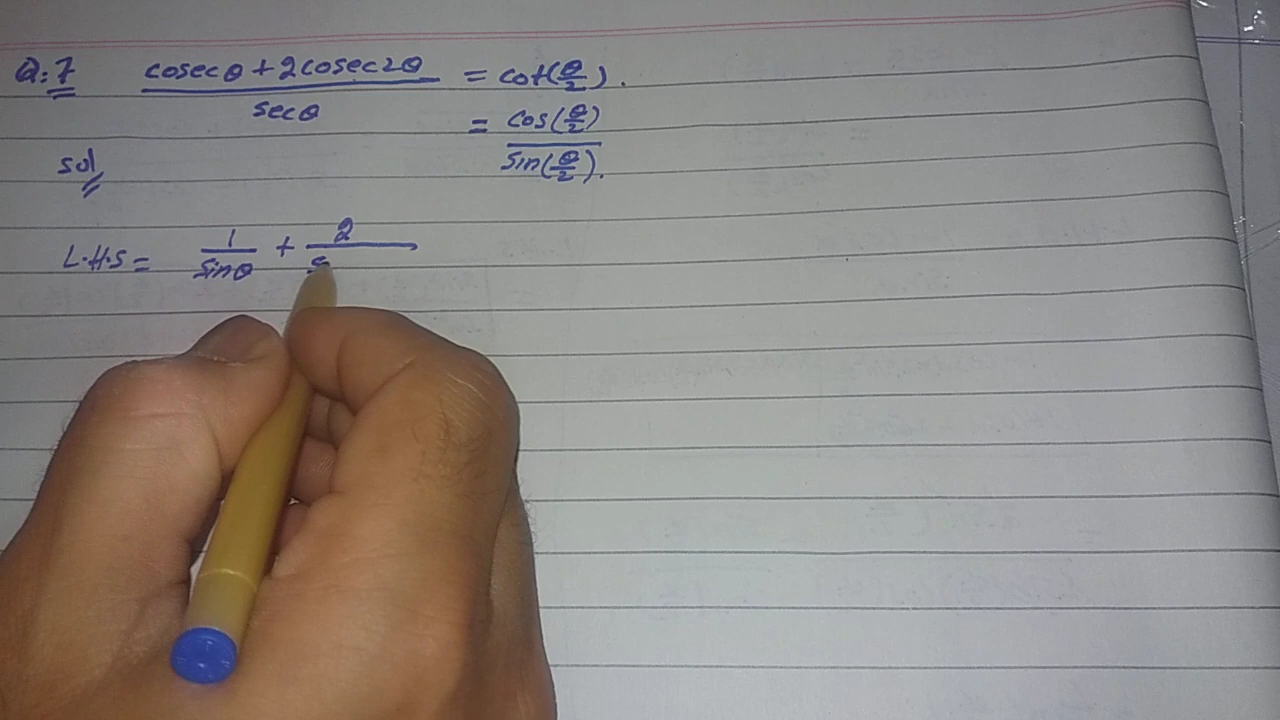 Q:7 cosecθ + 2cosec2θ / secθ = cot(θ/2).
= cos(θ/2) / sin(θ/2).
sol
L.H.S = 1/sinθ + 2/s